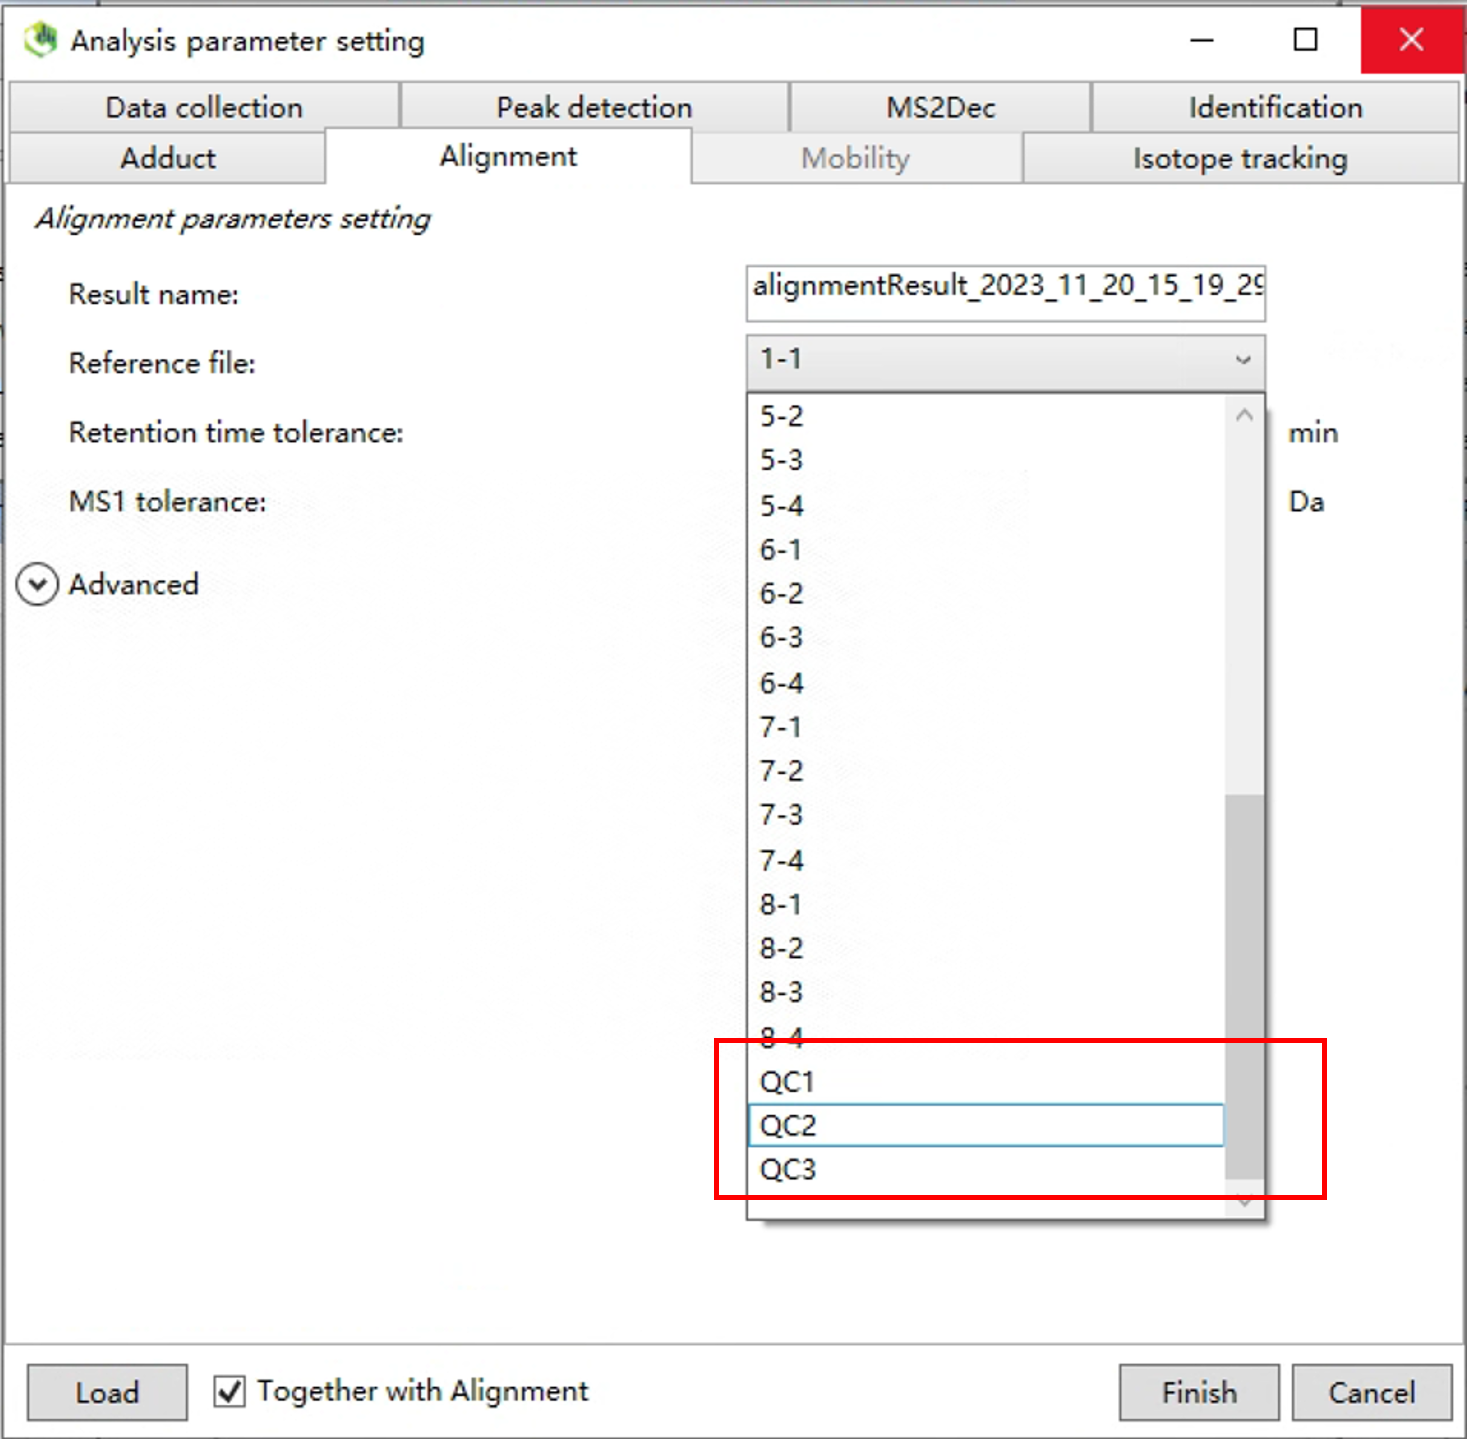 Analysis parameter setting
Data collection
Peak detection
MS2Dec
Identification
Adduct
Alignment
Mobility
Isotope tracking
Alignment parameters setting
Result name:
alignmentResult_2023_11_20_15_19_29
Reference file:
1-1
Retention time tolerance:
min
MS1 tolerance:
Da
Advanced
5-2
5-3
5-4
6-1
6-2
6-3
6-4
7-1
7-2
7-3
7-4
8-1
8-2
8-3
8-4
QC1
QC2
QC3
Load
Together with Alignment
Finish
Cancel